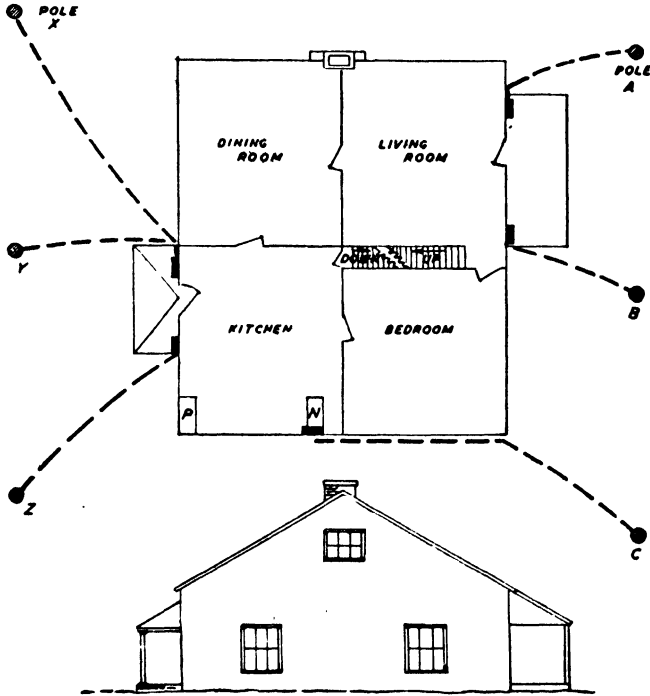 POLE
X
POLE
A
DINING
ROOM
LIVING
ROOM
Y
DOWN
UP
B
KITCHEN
BEDROOM
P
N
Z
C